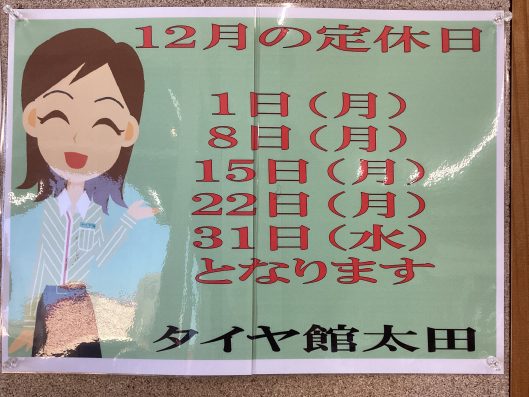 12月の定休日
1日（月）
8日（月）
15日（月）
22日（月）
31日（水）
となります
タイヤ館太田